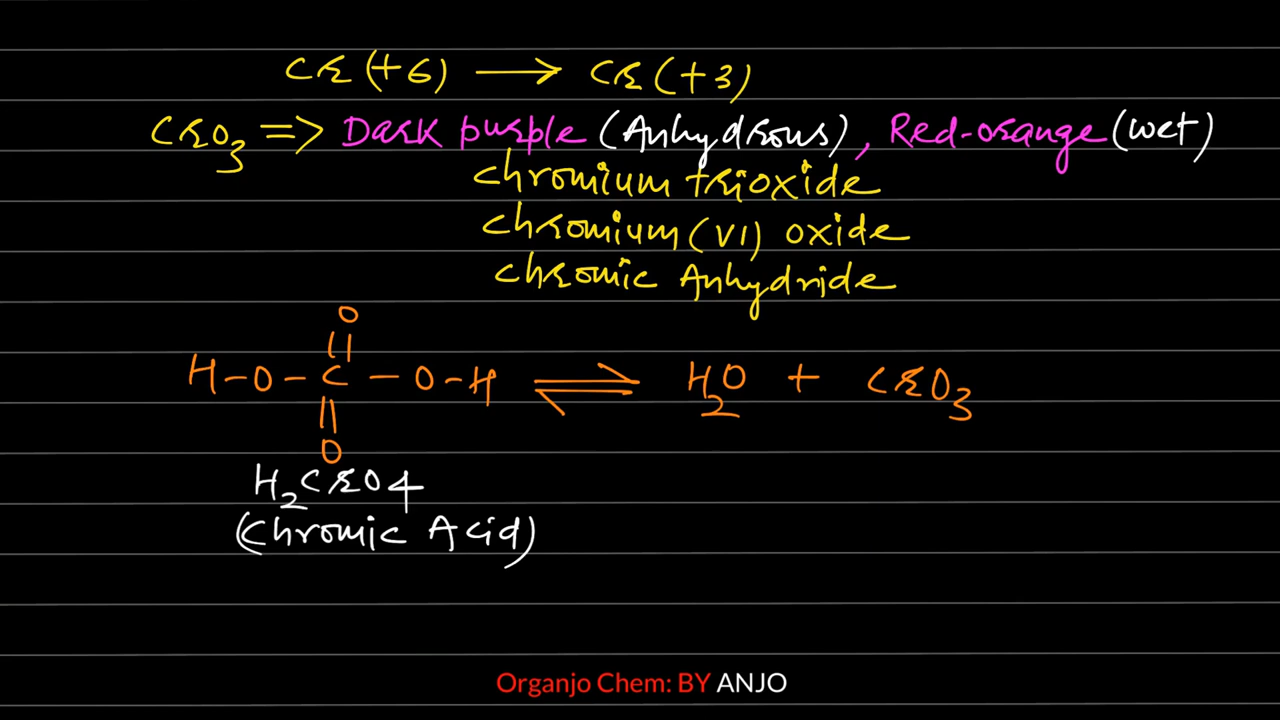 Cr (+6) ⟶ Cr (+3)
CrO3 => Dark purple (Anhydrous), Red-orange (wet)
chromium trioxide
chromium (VI) oxide
chromic Anhydride
O
||
H-O-C-O-H ⇌ H2O + CrO3
||
O
H2CrO4
(Chromic Acid)
Organjo Chem: BY ANJO